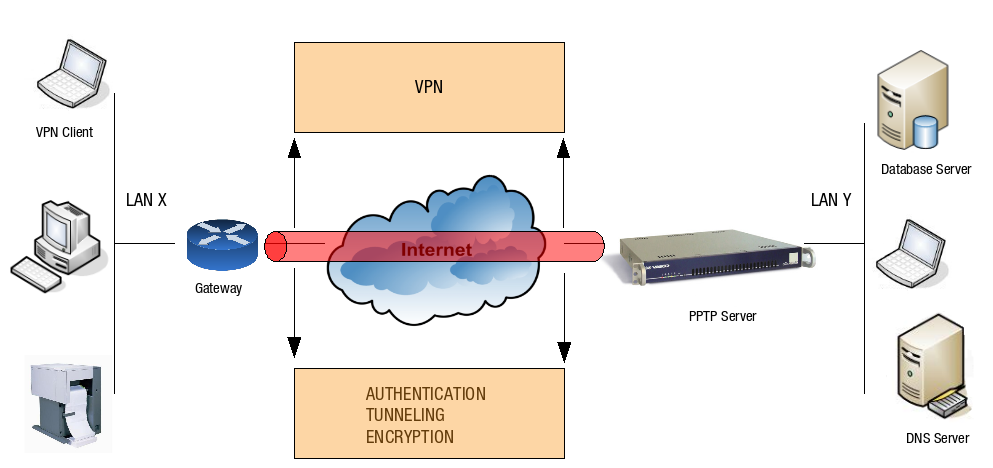 VPN
VPN Client
Database Server
LAN X
LAN Y
Internet
Gateway
PPTP Server
AUTHENTICATION
TUNNELING
ENCRYPTION
DNS Server